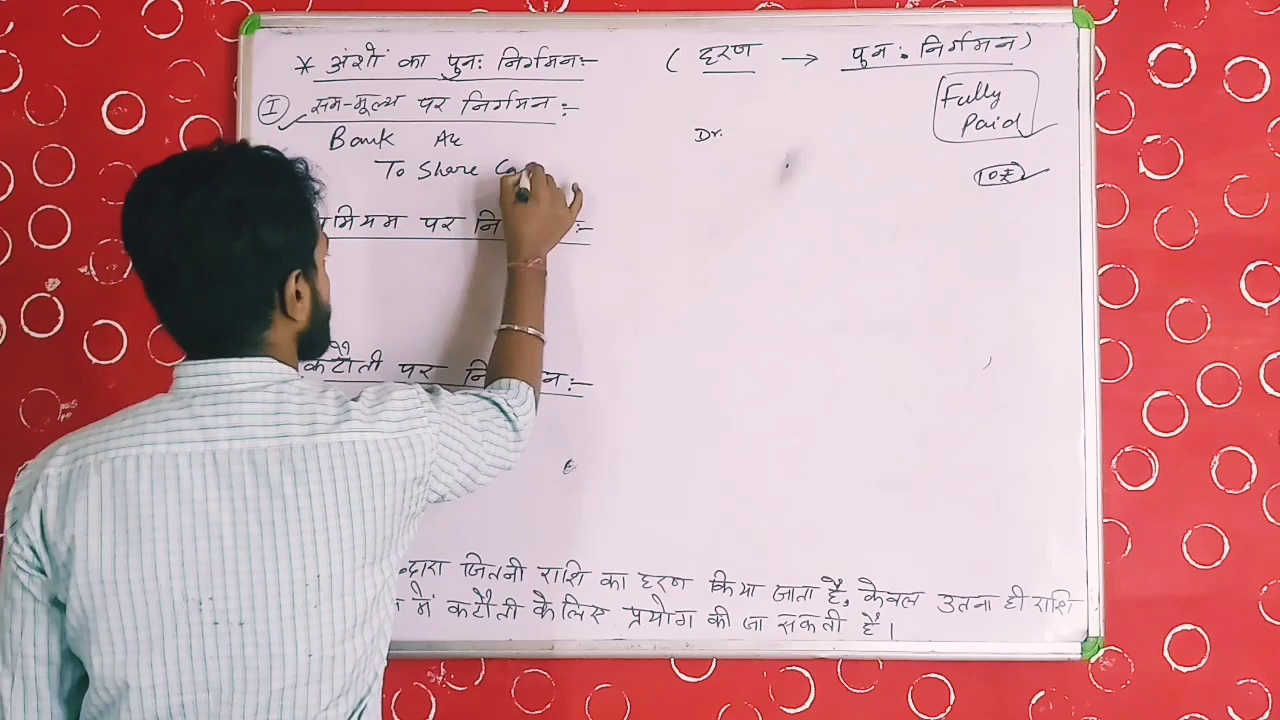 * अंशों का पुनः निर्गमन:- ( हरण → पुनः निर्गमन)
I सम-मूल्य पर निर्गमन :-
Fully Paid
Bank A/c Dr.
To Share Ca
10₹
पर नि :-
कटौती पर नि न:-
द्वारा जितनी राशि का हरण किया जाता है, केवल उतना ही राशि
में कटौती के लिए प्रयोग की जा सकती है।